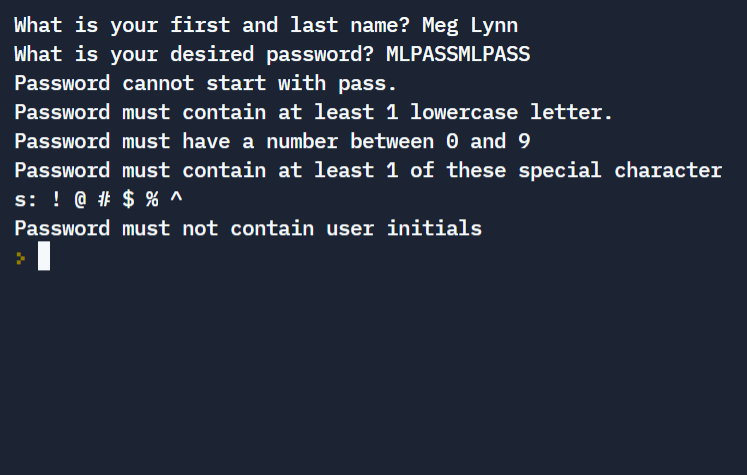 What is your first and last name? Meg Lynn
What is your desired password? MLPASSMLPASS
Password cannot start with pass.
Password must contain at least 1 lowercase letter.
Password must have a number between 0 and 9
Password must contain at least 1 of these special character
s: ! @ # $ % ^
Password must not contain user initials
>